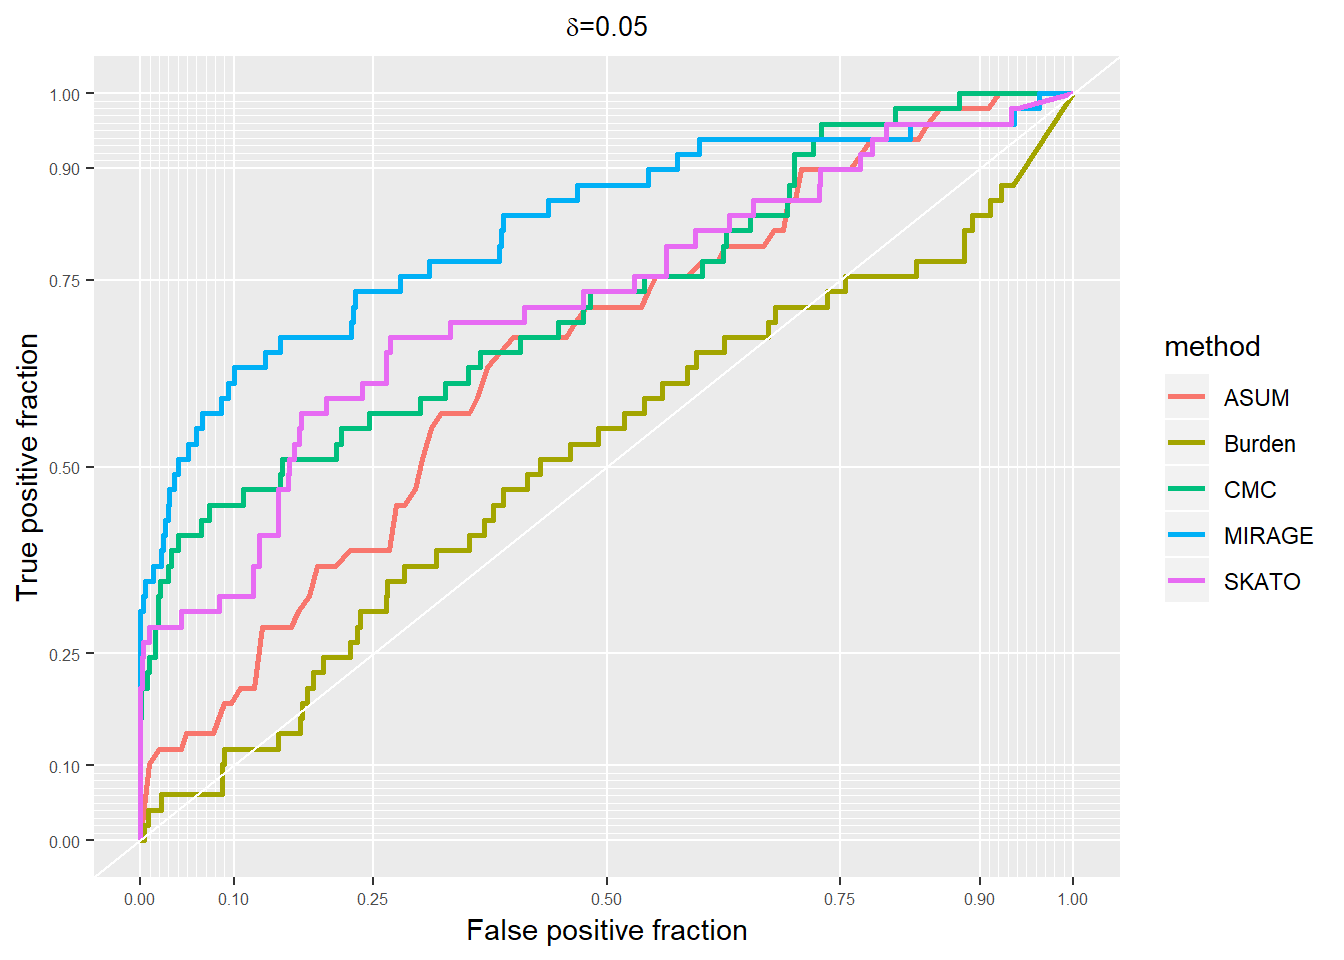 δ=0.05
True positive fraction
1.00
0.90
0.75
0.50
0.25
0.10
0.00
0.00 0.10 0.25 0.50 0.75 0.90 1.00
False positive fraction
method
ASUM
Burden
CMC
MIRAGE
SKATO